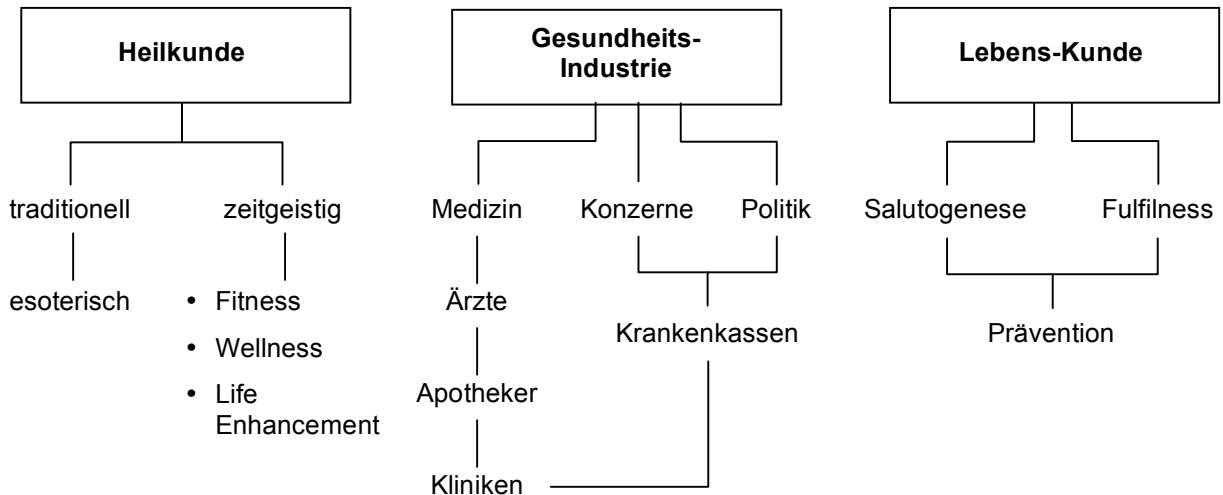 Heilkunde
Gesundheits-
Industrie
Lebens-Kunde
traditionell
zeitgeistig
Medizin
Konzerne
Politik
Salutogenese
Fulfilness
esoterisch
• Fitness
• Wellness
• Life
Enhancement
Ärzte
Krankenkassen
Prävention
Apotheker
Kliniken